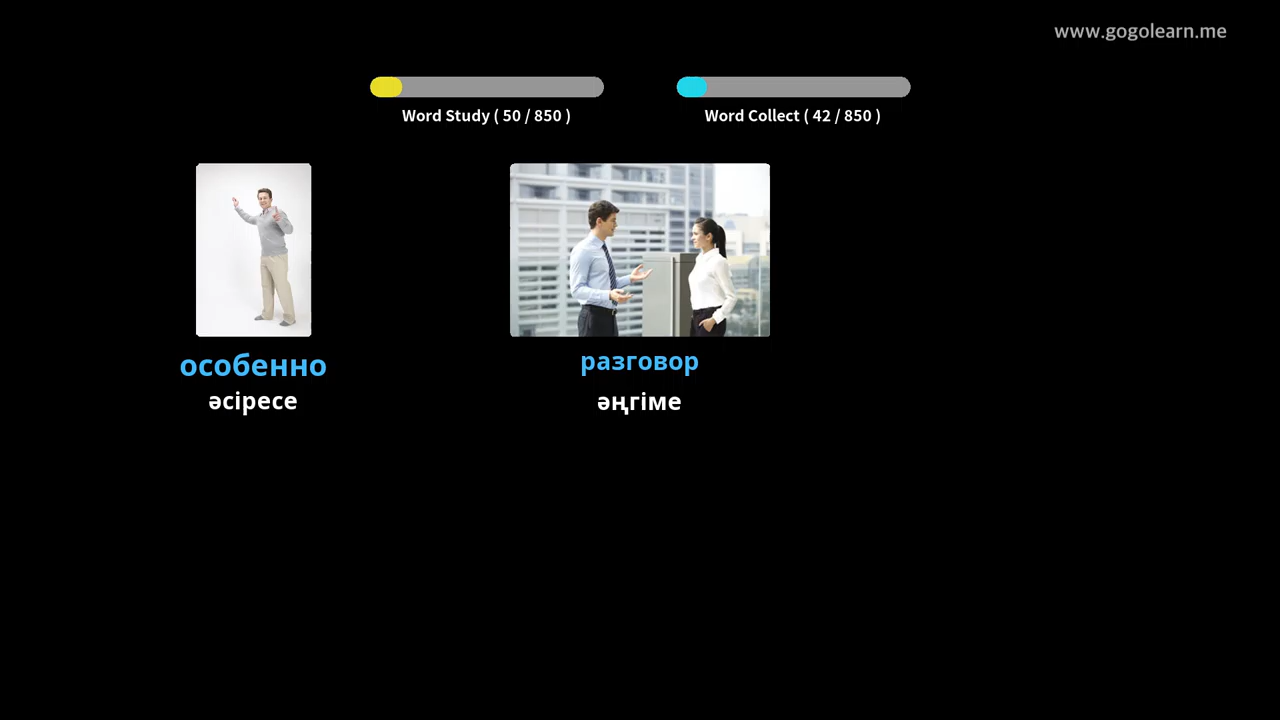 www.gogolearn.me
Word Study ( 50 / 850 )
Word Collect ( 42 / 850 )
особенно
әсіресе
разговор
әңгіме